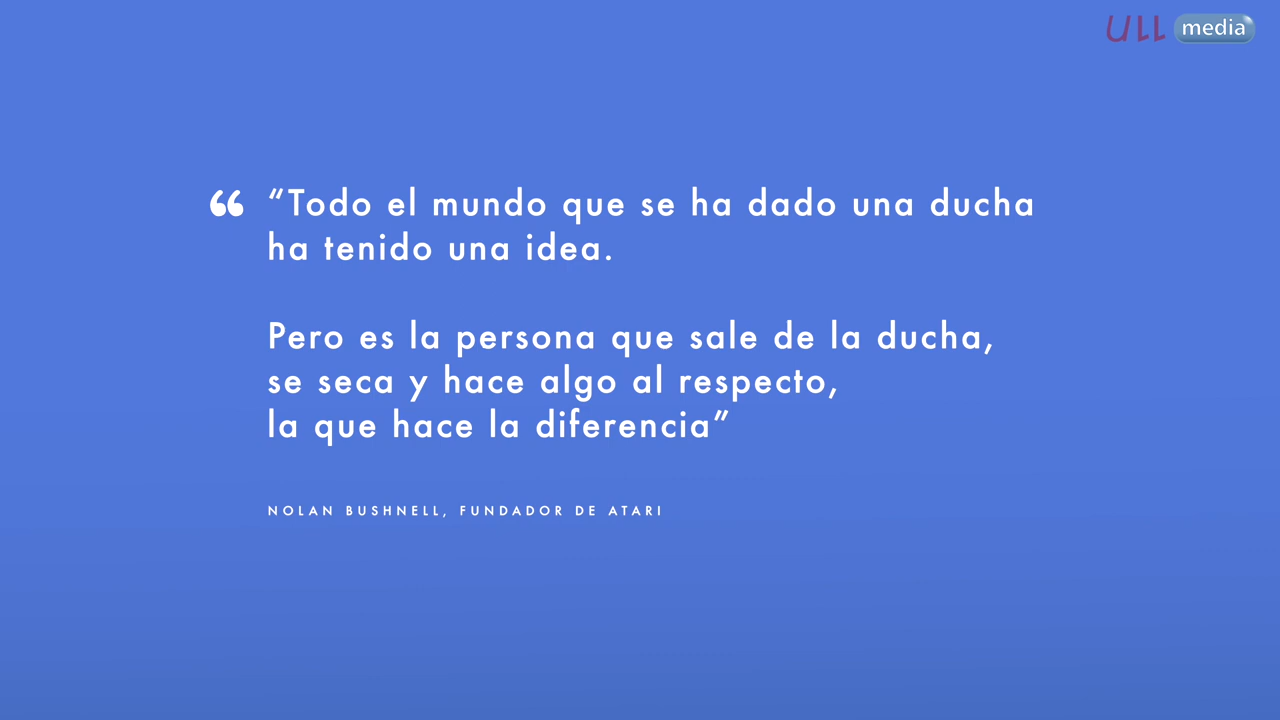 ULL media
“Todo el mundo que se ha dado una ducha
ha tenido una idea.
Pero es la persona que sale de la ducha,
se seca y hace algo al respecto,
la que hace la diferencia”
NOLAN BUSHNELL, FUNDADOR DE ATARI